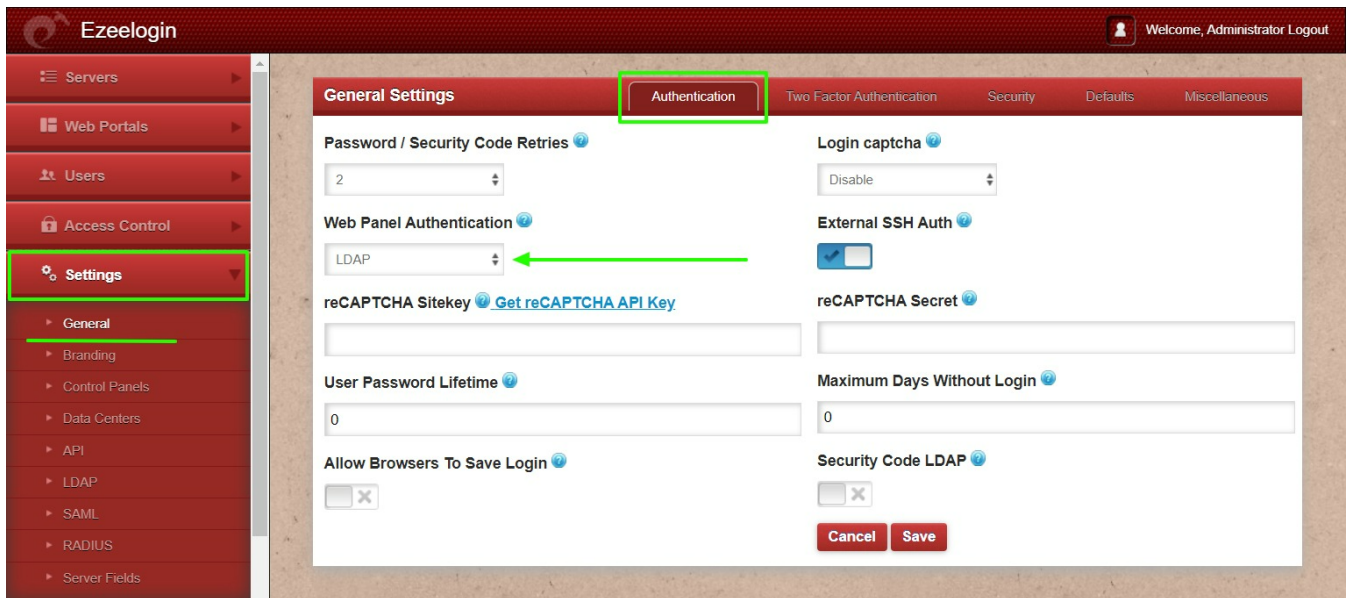 Ezeelogin
Welcome, Administrator Logout
Servers
Web Portals
Users
Access Control
Settings
General
Branding
Control Panels
Data Centers
API
LDAP
SAML
RADIUS
Server Fields
General Settings
Authentication
Two Factor Authentication
Security
Defaults
Miscellaneous
Password / Security Code Retries
2
Login captcha
Disable
Web Panel Authentication
LDAP
External SSH Auth
reCAPTCHA Sitekey Get reCAPTCHA API Key
reCAPTCHA Secret
User Password Lifetime
0
Maximum Days Without Login
0
Allow Browsers To Save Login
Security Code LDAP
Cancel
Save